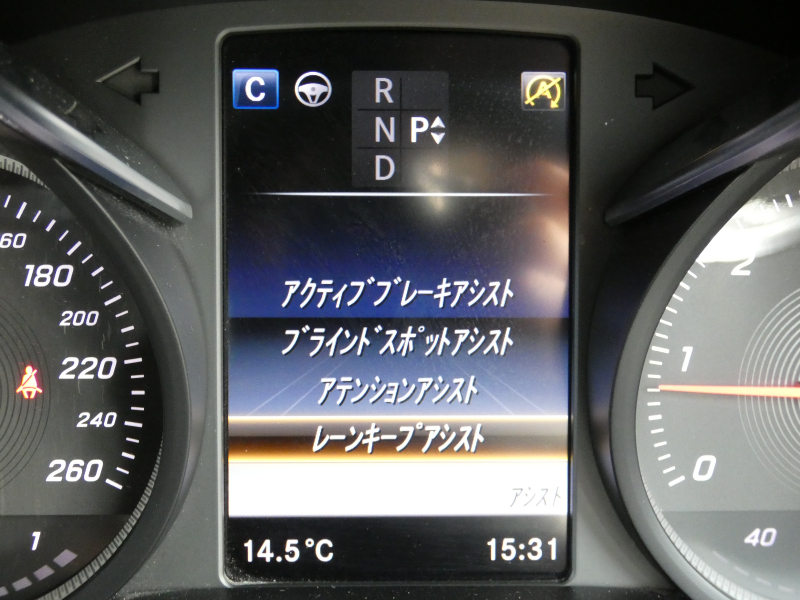 C
R
N P
D
A
アクティブブレーキアシスト
ブラインドスポットアシスト
アテンションアシスト
レーンキープアシスト
アシスト
14.5°C
15:31
60
180
200
220
240
260
1
2
1
0
40